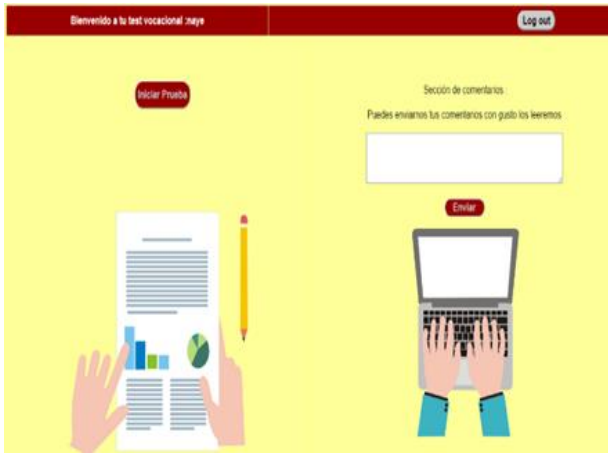 Bienvenido a tu test vocacional :naye
Log out
Iniciar Prueba
Sección de comentarios
Puedes enviarnos tus comentarios con gusto los leeremos
Enviar